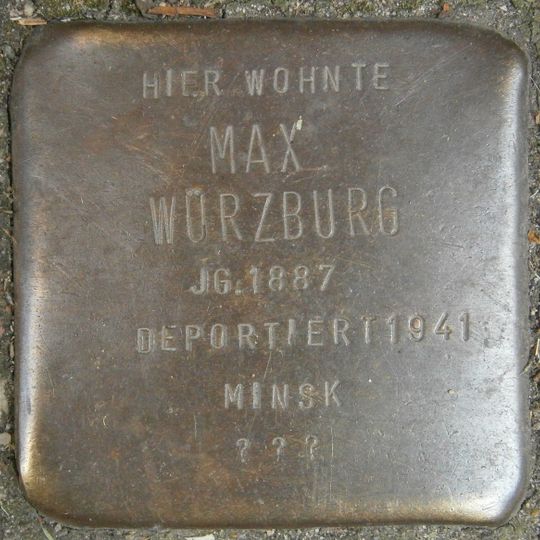 HIER WOHNTE
MAX
WÜRZBURG
JG. 1887
DEPORTIERT 1941
MINSK
? ? ?